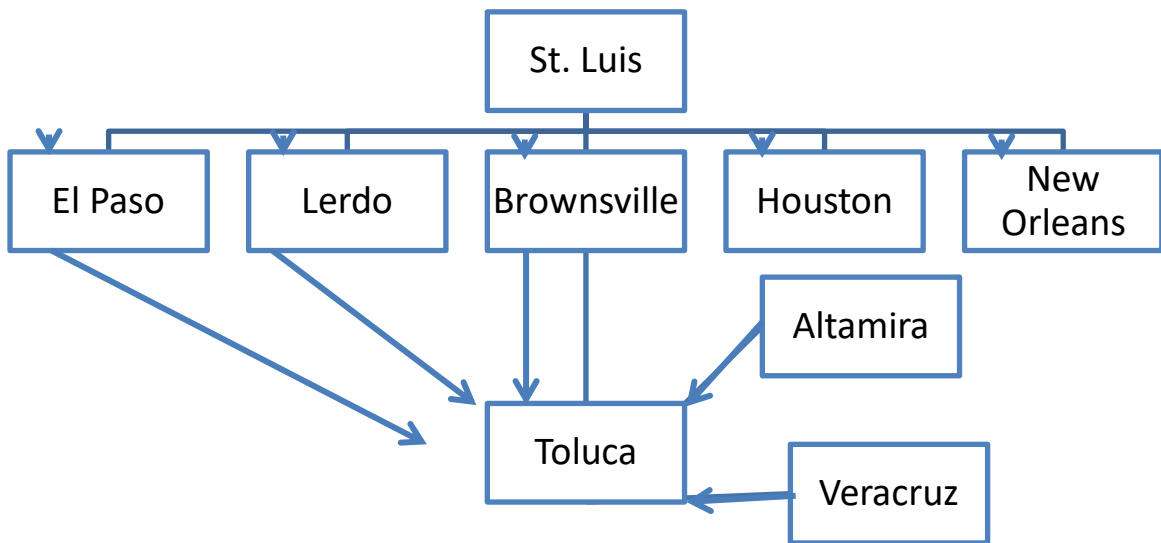 St. Luis
El Paso
Lerdo
Brownsville
Houston
New
Orleans
Altamira
Toluca
Veracruz